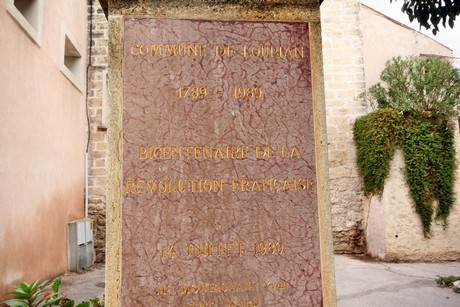 COMMUNE DE LOUPIAN
1789 - 1989
BICENTENAIRE DE LA
REVOLUTION FRANÇAISE
14 JUILLET 1989